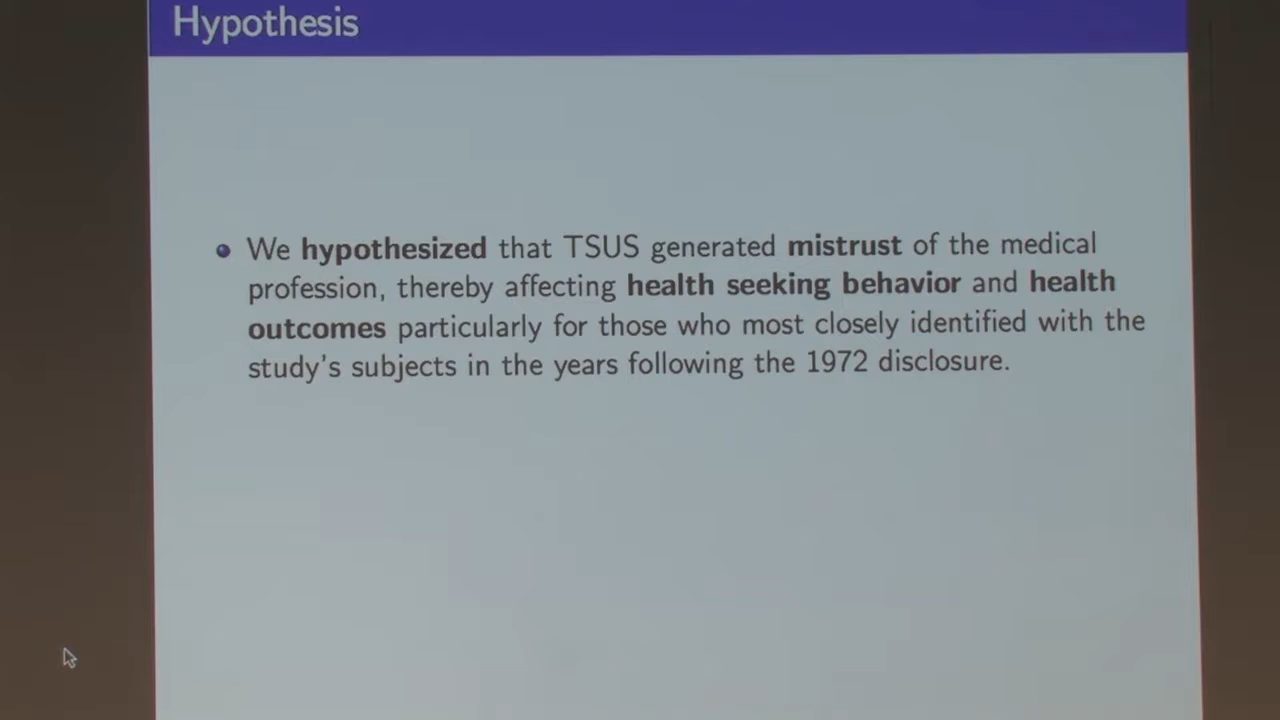 Hypothesis
We hypothesized that TSUS generated mistrust of the medical
profession, thereby affecting health seeking behavior and health
outcomes particularly for those who most closely identified with the
study's subjects in the years following the 1972 disclosure.